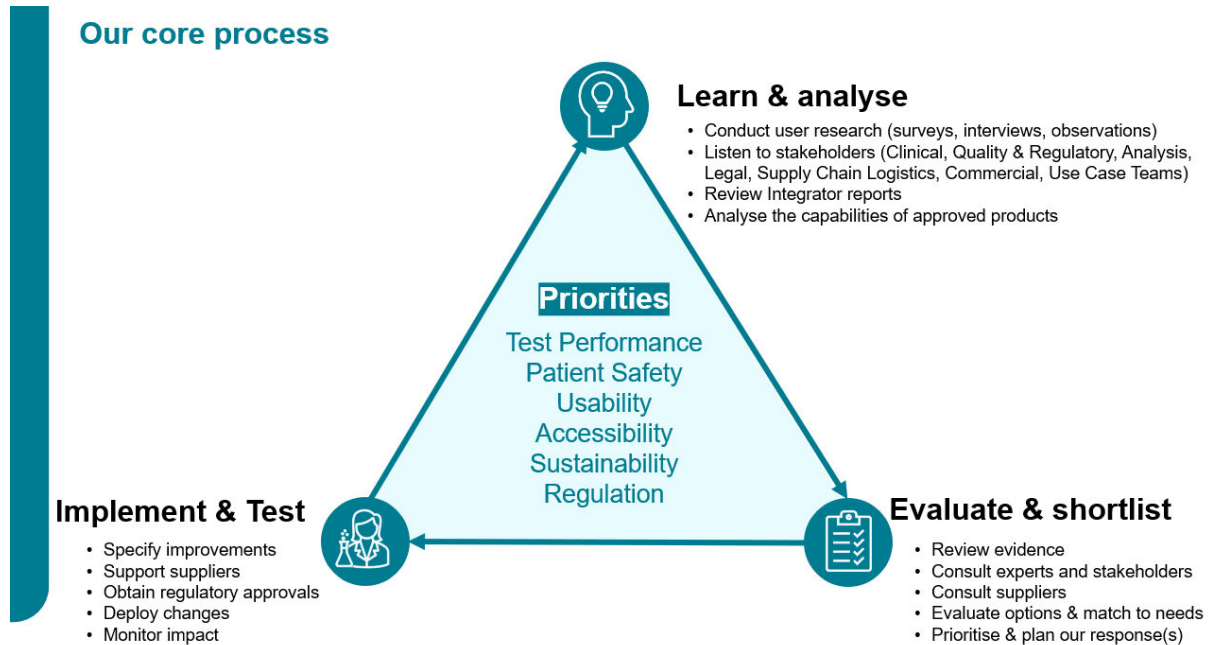 Our core process
Learn & analyse
• Conduct user research (surveys, interviews, observations)
• Listen to stakeholders (Clinical, Quality & Regulatory, Analysis,
Legal, Supply Chain Logistics, Commercial, Use Case Teams)
• Review Integrator reports
• Analyse the capabilities of approved products
Priorities
Test Performance
Patient Safety
Usability
Accessibility
Sustainability
Regulation
Implement & Test
• Specify improvements
• Support suppliers
• Obtain regulatory approvals
• Deploy changes
• Monitor impact
Evaluate & shortlist
• Review evidence
• Consult experts and stakeholders
• Consult suppliers
• Evaluate options & match to needs
• Prioritise & plan our response(s)